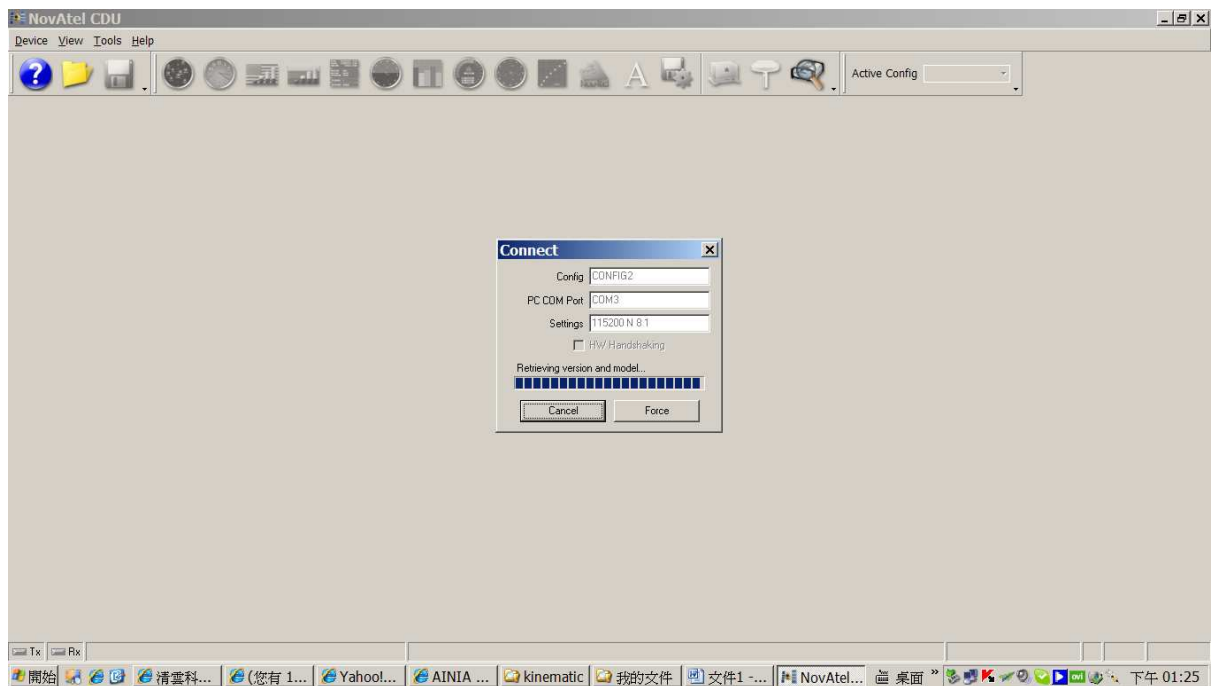 NovAtel CDU
Device View Tools Help
Active Config
Connect
Config CONFIG2
PC COM Port COM3
Settings 115200 N 8 1
HW Handshaking
Retrieving version and model...
Cancel Force
Tx Rx
開始 清雲科... (您有 1... Yahoo!... AINIA ... kinematic 我的文件 文件1 -... NovAtel... 桌面 » 下午 01:25